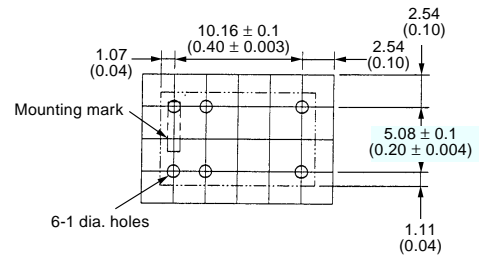 2.54
(0.10)
10.16 ± 0.1
(0.40 ± 0.003)
1.07
(0.04)
2.54
(0.10)
Mounting mark
5.08 ± 0.1
(0.20 ± 0.004)
6-1 dia. holes
1.11
(0.04)